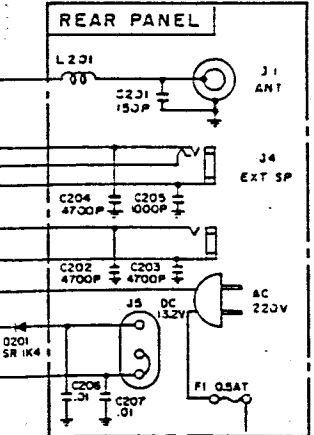 REAR PANEL
L201
J1
ANT
C201
150P
J4
EXT SP
C204
4700P
C205
1000P
C202
4700P
C203
4700P
J5
DC
13.2V
AC
220V
D201
SR 1K4
F1 0.5AT
C206
.01
C207
.01